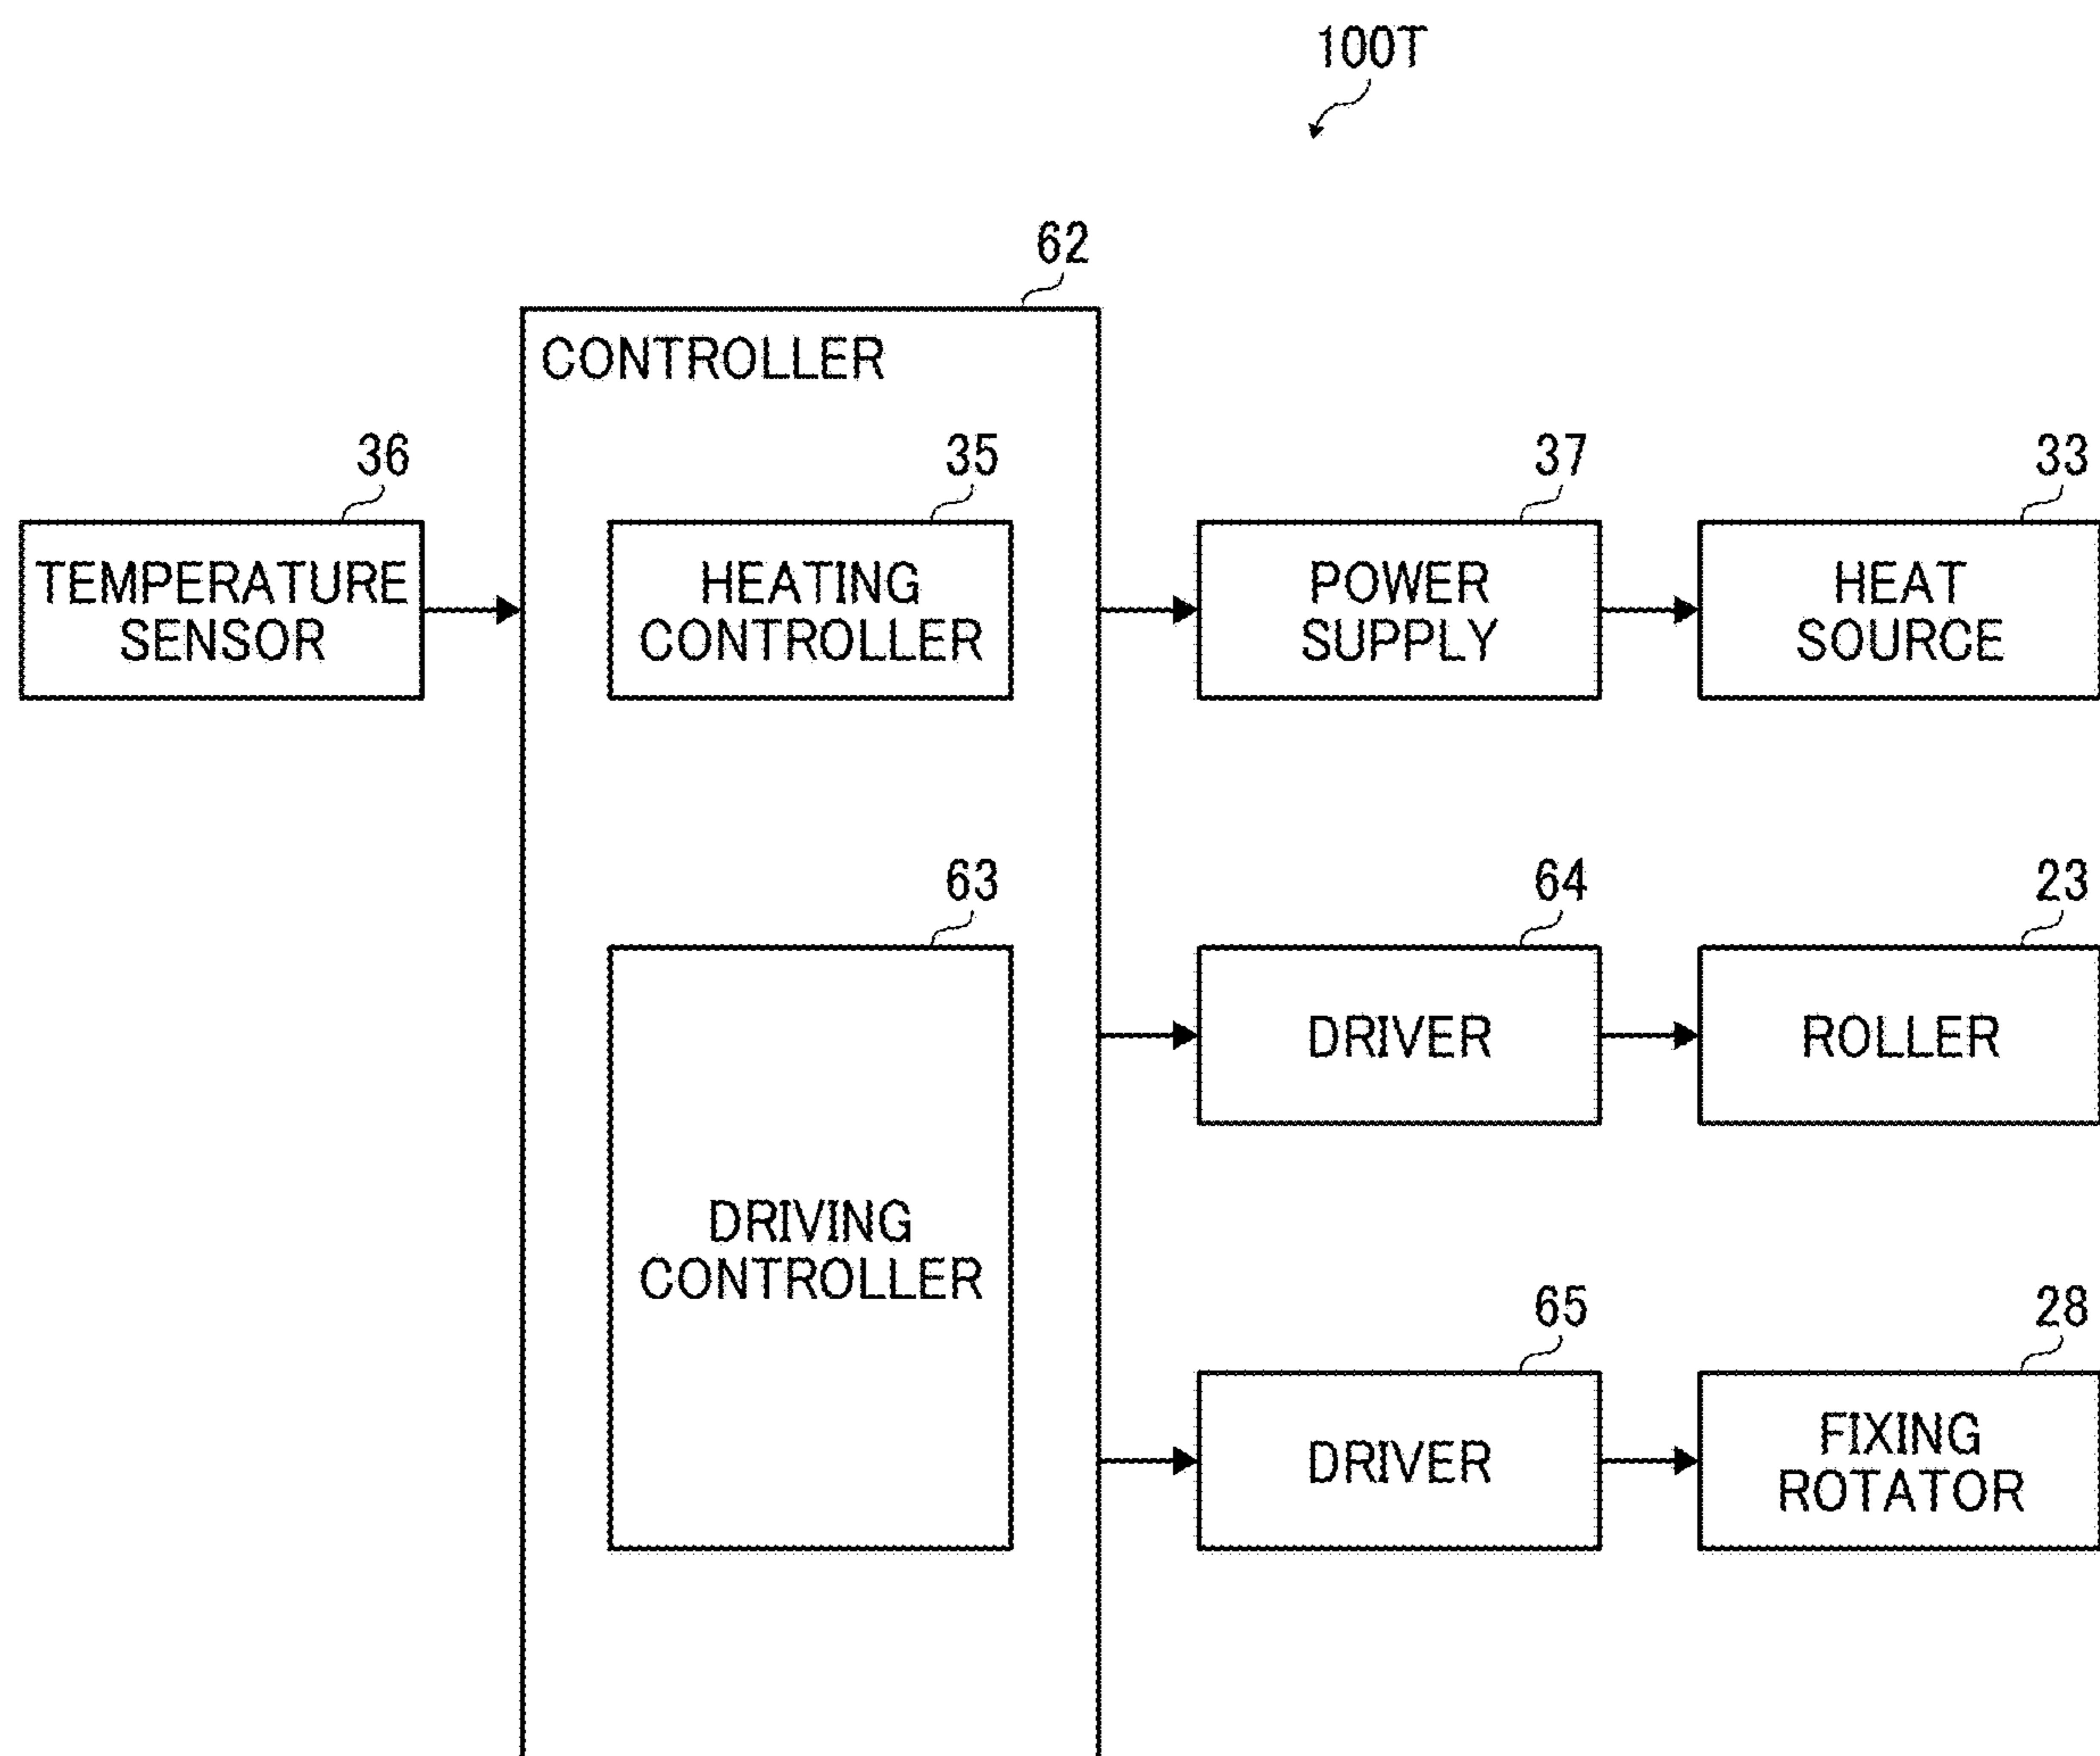 100T
62
CONTROLLER
36
35
37
33
TEMPERATURE
SENSOR
HEATING
CONTROLLER
POWER
SUPPLY
HEAT
SOURCE
63
64
23
DRIVING
CONTROLLER
DRIVER
ROLLER
65
28
DRIVER
FIXING
ROTATOR